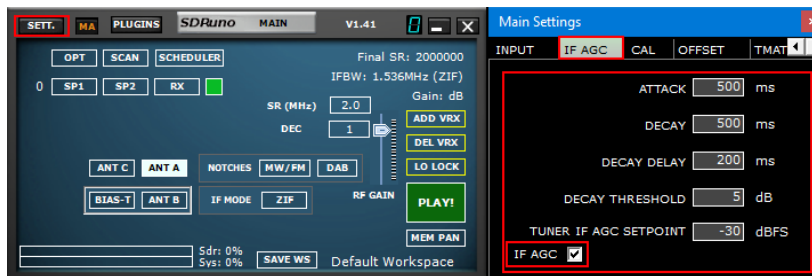 SETT. MA PLUGINS SDRuno MAIN V1.41 0
OPT SCAN SCHEDULER Final SR: 2000000
IFBW: 1.536MHz (ZIF)
0 SP1 SP2 RX Gain: dB
SR (MHz) 2.0 ADD VRX
DEC 1 DEL VRX
ANT C ANT A NOTCHES MW/FM DAB LO LOCK
BIAS-T ANT B IF MODE ZIF RF GAIN PLAY!
MEM PAN
Sdr: 0%
Sys: 0% SAVE WS Default Workspace
Main Settings
INPUT IF AGC CAL OFFSET TMAT
ATTACK 500 ms
DECAY 500 ms
DECAY DELAY 200 ms
DECAY THRESHOLD 5 dB
TUNER IF AGC SETPOINT -30 dBFS
IF AGC